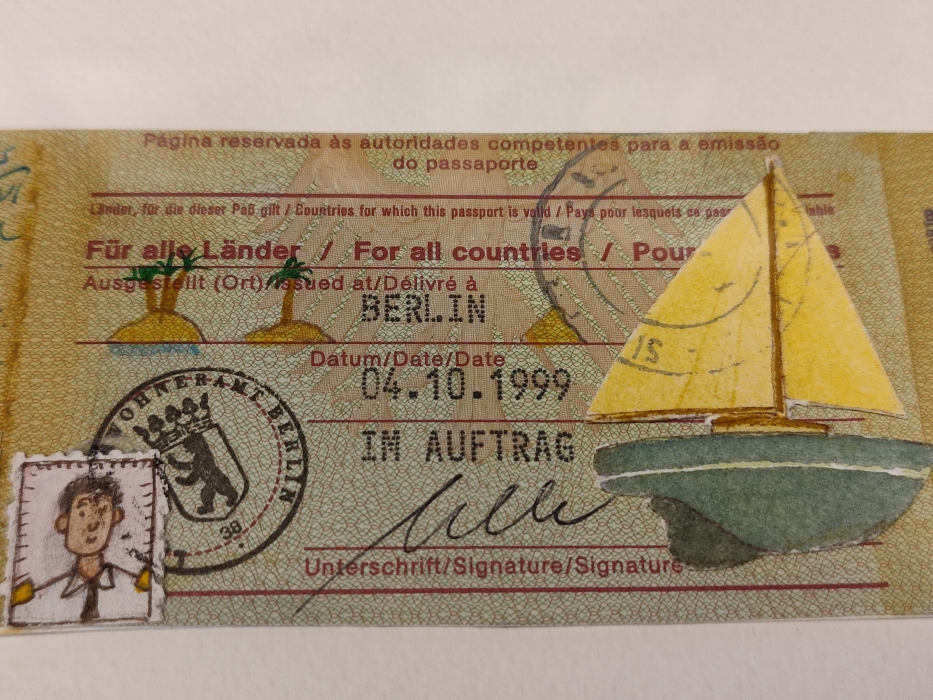 Página reservada às autoridades competentes para a emissão
do passaporte
Länder, für die dieser Paß gilt / Countries for which this passport is valid / Pays pour lesquels ce
Für alle Länder / For all countries / Pour
Ausgestellt (Ort)/Issued at/Délivré à
BERLIN
Datum/Date/Date
04.10.1999
IM AUFTRAG
Unterschrift/Signature/Signature
BERLIN
38